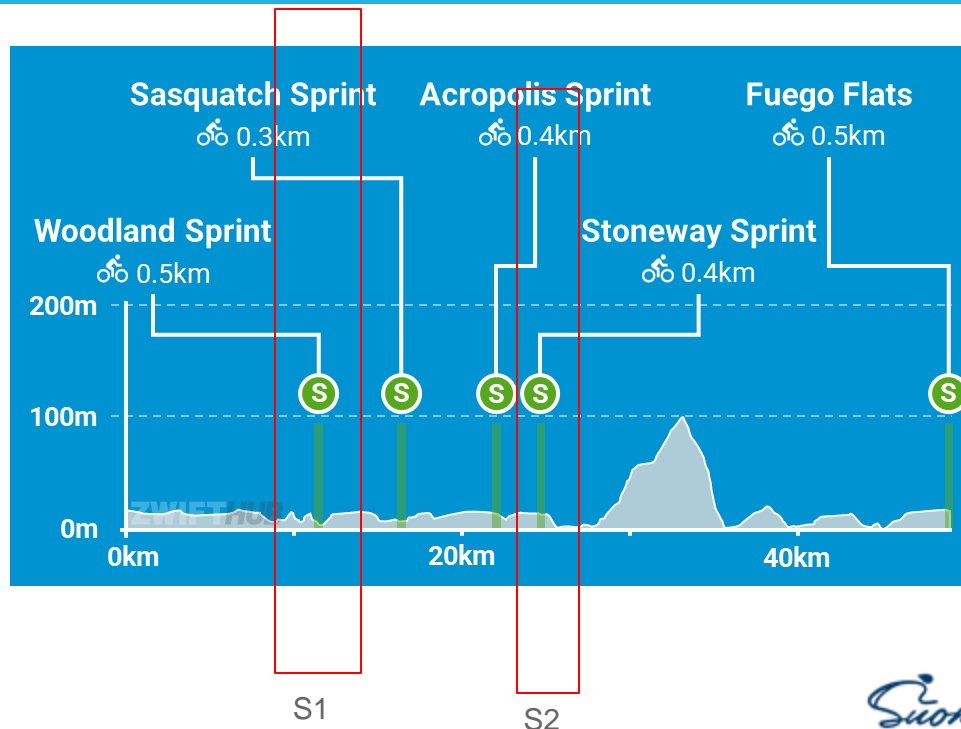 Sasquatch Sprint
0.3km
Acropolis Sprint
0.4km
Fuego Flats
0.5km
Woodland Sprint
0.5km
Stoneway Sprint
0.4km
200m
S
S
S
S
S
100m
ZWIFTHUB
0m
0km
20km
40km
S1
S2